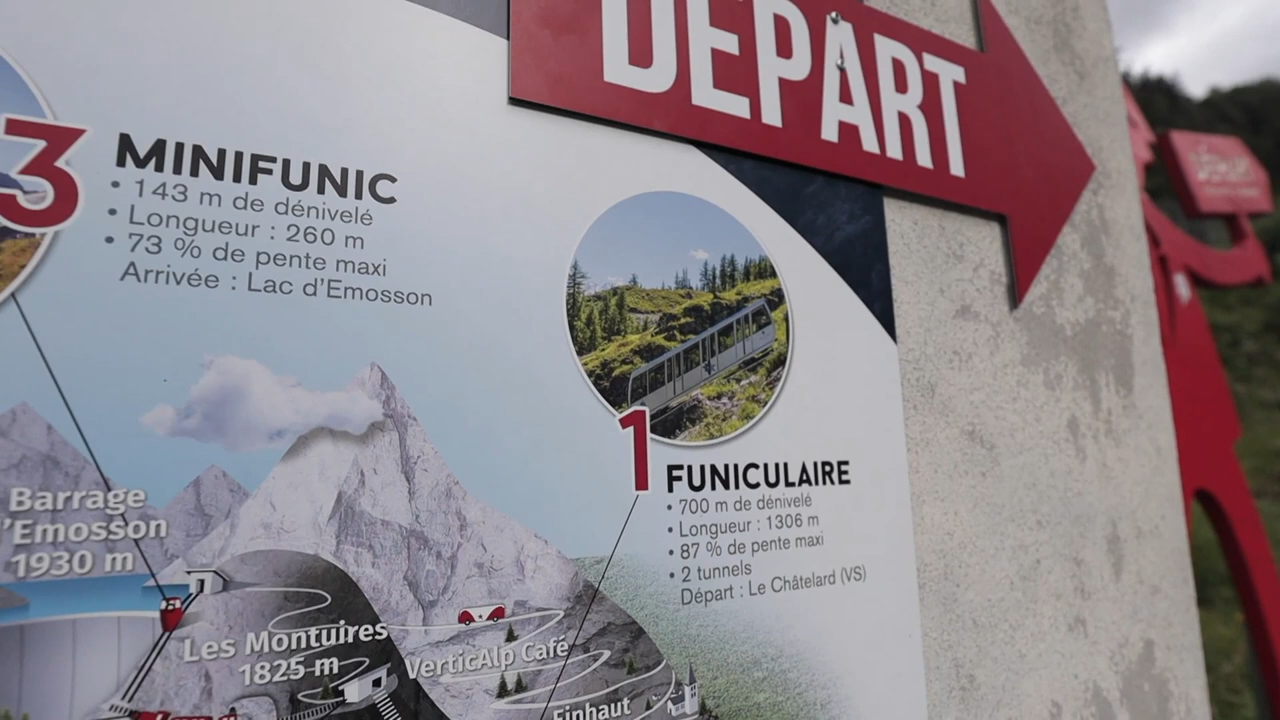 DÉPART
3
MINIFUNIC
• 143 m de dénivelé
• Longueur : 260 m
• 73 % de pente maxi
Arrivée : Lac d'Emosson
1
FUNICULAIRE
• 700 m de dénivelé
• Longueur : 1306 m
• 87 % de pente maxi
• 2 tunnels
Départ : Le Châtelard (VS)
Barrage
d'Emosson
1930 m
Les Montuires
1825 m
VerticAlp Café
Finhaut